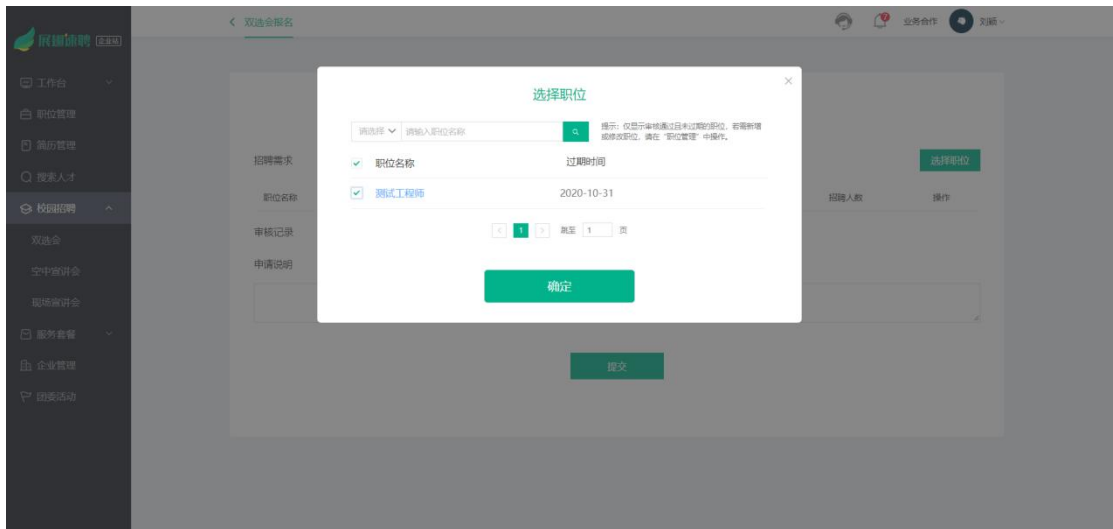 双选会报名
7
业务合作
刘颖
企业端
工作台
职位管理
简历管理
搜索人才
校园招聘
双选会
空中宣讲会
现场宣讲会
服务套餐
企业管理
团委活动
选择职位
请选择
请输入职位名称
提示：仅显示审核通过且未过期的职位，若需新增
或修改职位，请在“职位管理”中操作。
职位名称
过期时间
测试工程师
2020-10-31
1
跳至
1
页
确定
招聘需求
选择职位
职位名称
招聘人数
操作
审核记录
申请说明
提交